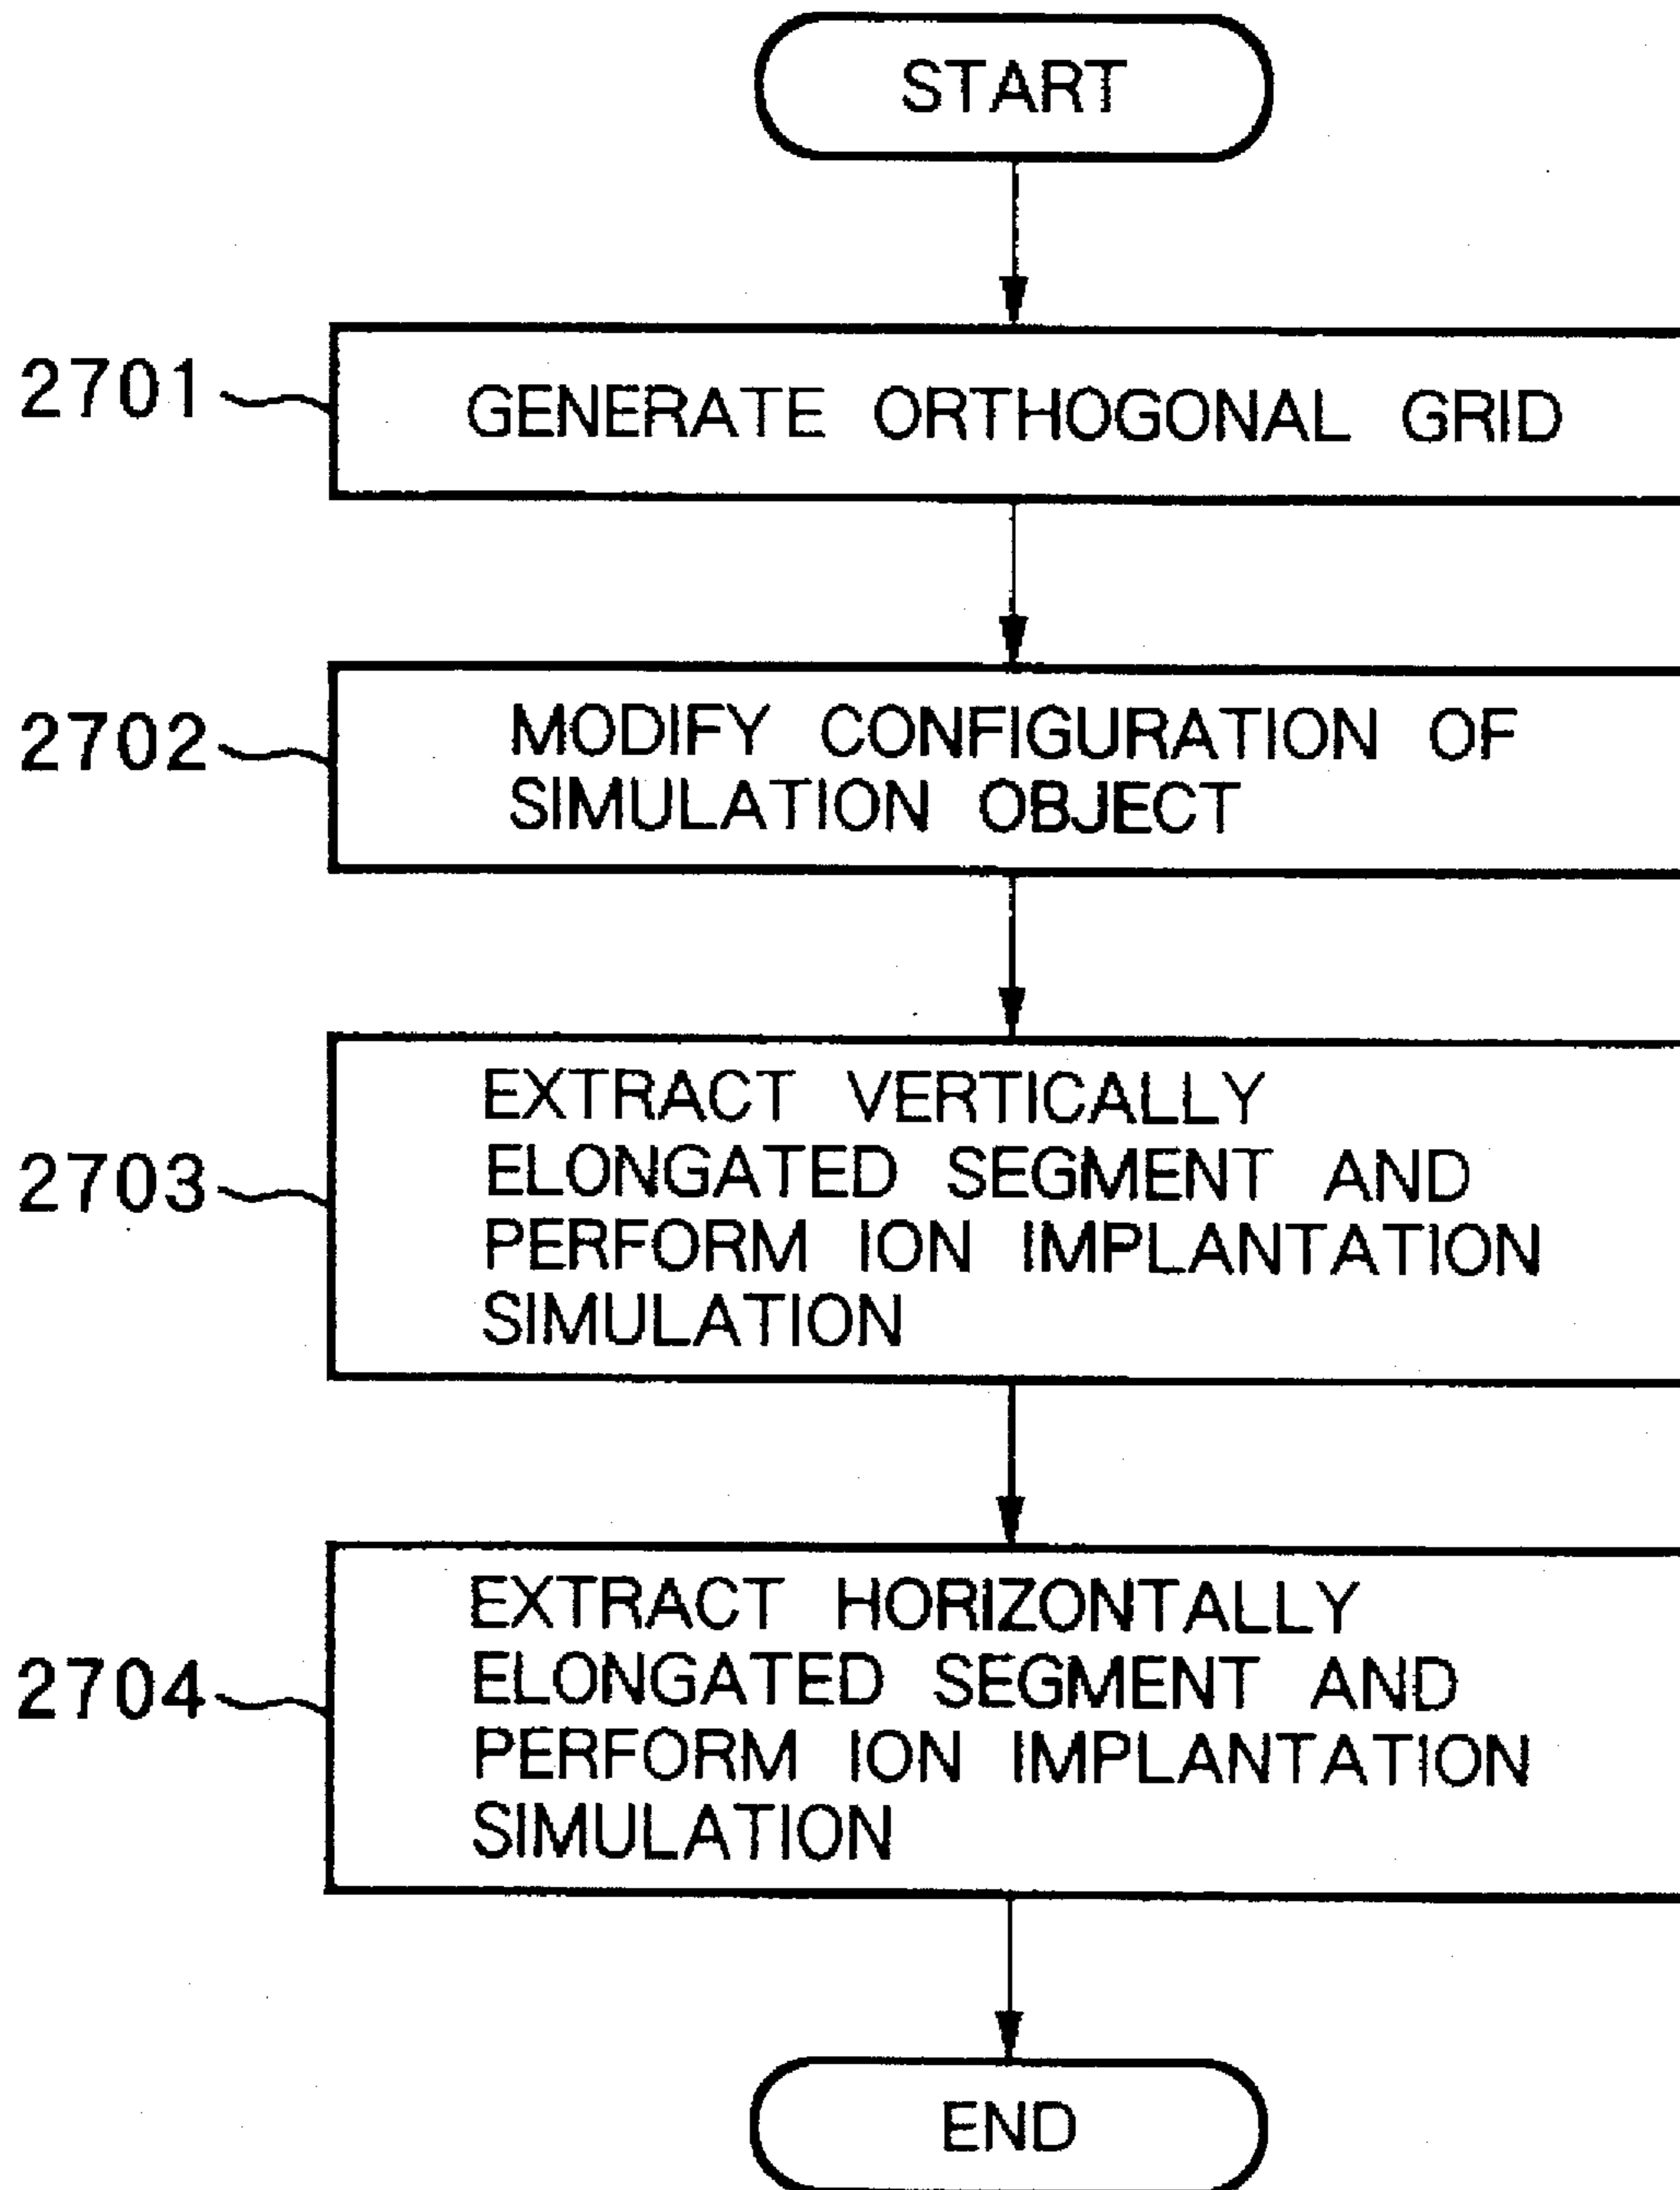 START
2701
GENERATE ORTHOGONAL GRID
2702
MODIFY CONFIGURATION OF
SIMULATION OBJECT
2703
EXTRACT VERTICALLY
ELONGATED SEGMENT AND
PERFORM ION IMPLANTATION
SIMULATION
2704
EXTRACT HORIZONTALLY
ELONGATED SEGMENT AND
PERFORM ION IMPLANTATION
SIMULATION
END